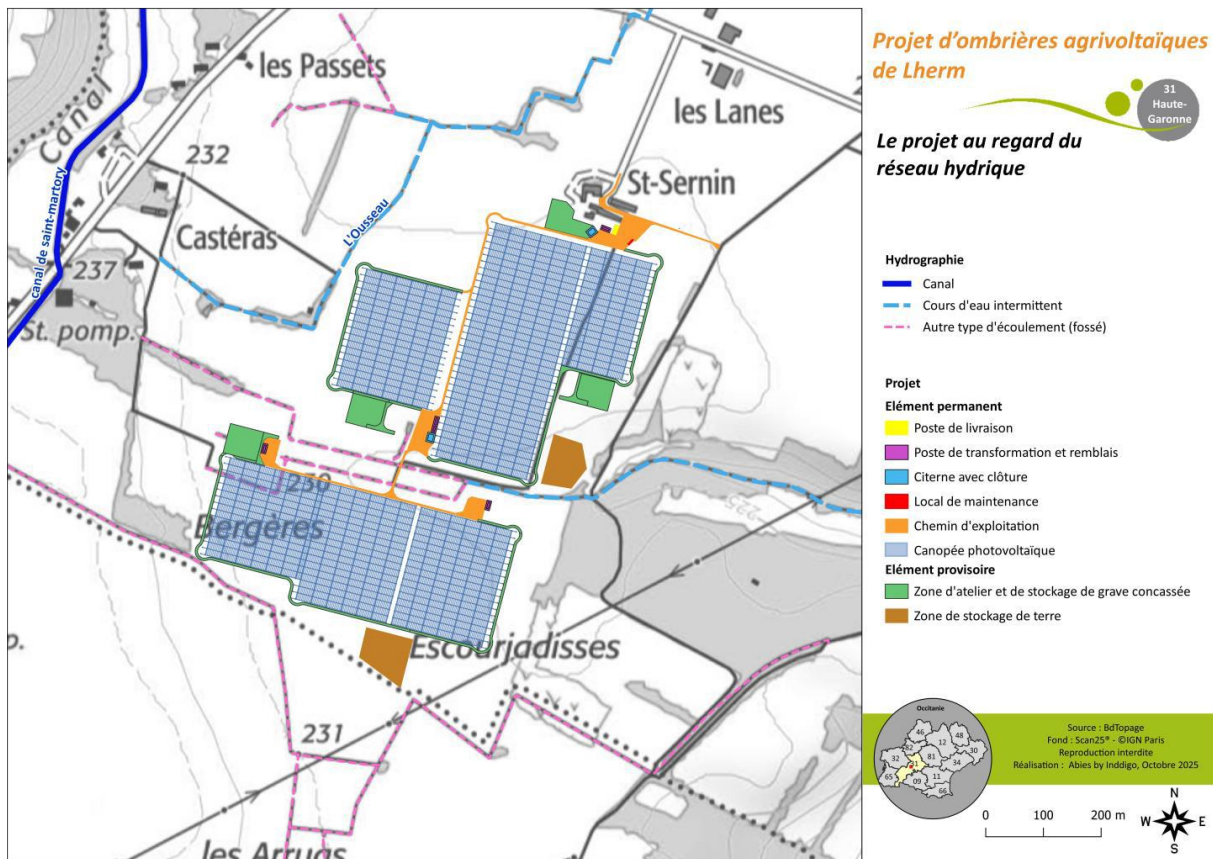 les Passets
Canal
canal de saint-martory
232
Castéras
L'Ousseau
237
St. pomp.
les Lanes
St-Sernin
230
Bergères
225
Escourjadisses
p.
231
les Arrugs
Projet d'ombrières agrivoltaïques
de Lherm
31
Haute-
Garonne
Le projet au regard du
réseau hydrique
Hydrographie
Canal
Cours d'eau intermittent
Autre type d'écoulement (fossé)
Projet
Elément permanent
Poste de livraison
Poste de transformation et remblais
Citerne avec clôture
Local de maintenance
Chemin d'exploitation
Canopée photovoltaïque
Elément provisoire
Zone d'atelier et de stockage de grave concassée
Zone de stockage de terre
Occitanie
46
48
12
82
30
32
81
31
34
65
09
11
66
Source : BdTopage
Fond : Scan25® - ©IGN Paris
Reproduction interdite
Réalisation : Abies by Inddigo, Octobre 2025
0 100 200 m
N
W E
S